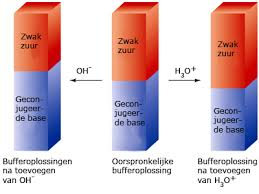 Zwak
zuur
Gecon-
jugeer-
de base
OH⁻
Zwak
zuur
Gecon-
jugeer-
de base
H₃O⁺
Zwak
zuur
Gecon-
jugeer-
de base
Bufferoplossingen
na toevoegen
van OH⁻
Oorspronkelijke
bufferoplossing
Bufferoplossingen
na toevoegen
van H₃O⁺